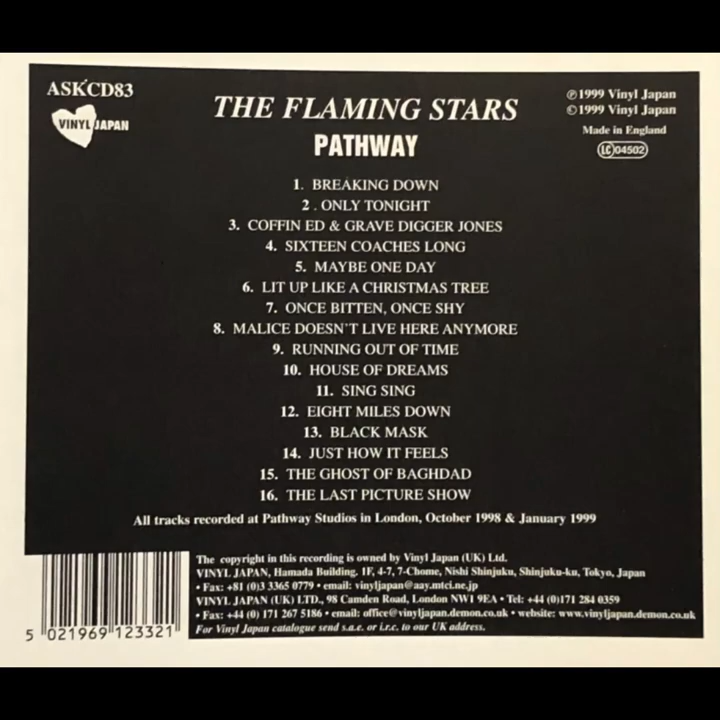 ASKCD83
VINYL JAPAN
THE FLAMING STARS
PATHWAY
℗1999 Vinyl Japan
©1999 Vinyl Japan
Made in England
LC 04502
1. BREAKING DOWN
2 . ONLY TONIGHT
3. COFFIN ED & GRAVE DIGGER JONES
4. SIXTEEN COACHES LONG
5. MAYBE ONE DAY
6. LIT UP LIKE A CHRISTMAS TREE
7. ONCE BITTEN, ONCE SHY
8. MALICE DOESN'T LIVE HERE ANYMORE
9. RUNNING OUT OF TIME
10. HOUSE OF DREAMS
11. SING SING
12. EIGHT MILES DOWN
13. BLACK MASK
14. JUST HOW IT FEELS
15. THE GHOST OF BAGHDAD
16. THE LAST PICTURE SHOW
All tracks recorded at Pathway Studios in London, October 1998 & January 1999
The copyright in this recording is owned by Vinyl Japan (UK) Ltd.
VINYL JAPAN, Hamada Building. 1F, 4-7, 7-Chome, Nishi Shinjuku, Shinjuku-ku, Tokyo, Japan
• Fax: +81 (0)3 3365 0779 • email: vinyljapan@aay.mtci.ne.jp
VINYL JAPAN (UK) LTD., 98 Camden Road, London NW1 9EA • Tel: +44 (0)171 284 0359
• Fax: +44 (0) 171 267 5186 • email: office@vinyljapan.demon.co.uk • website: www.vinyljapan.demon.co.uk
For Vinyl Japan catalogue send s.a.e. or i.r.c. to our UK address.
5 021969 123321